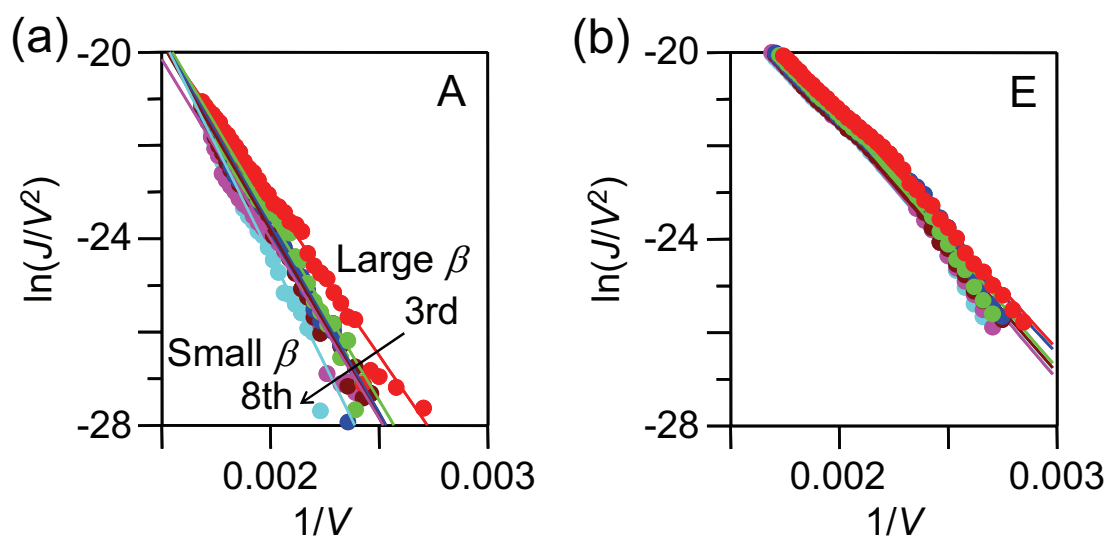 (a)
-20
A
-24
ln(J/V²)
Large β
3rd
Small β
8th
-28
0.002
0.003
1/V
(b)
-20
E
-24
ln(J/V²)
-28
0.002
0.003
1/V